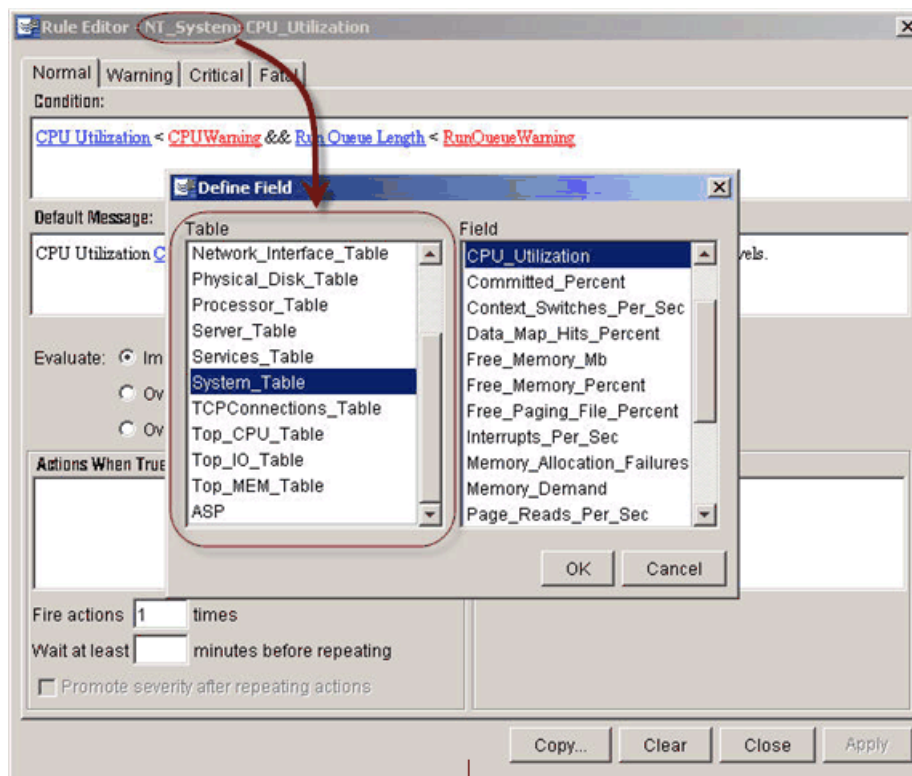 Rule Editor - NT_System: CPU_Utilization
Normal Warning Critical Fatal
Condition:
CPU Utilization < CPUWarning && Run Queue Length < RunQueueWarning
Define Field
Default Message:
Table Field
CPU Utilization C
vels.
Network_Interface_Table
Physical_Disk_Table
Processor_Table
Server_Table
Services_Table
System_Table
TCPConnections_Table
Top_CPU_Table
Top_IO_Table
Top_MEM_Table
ASP
CPU_Utilization
Committed_Percent
Context_Switches_Per_Sec
Data_Map_Hits_Percent
Free_Memory_Mb
Free_Memory_Percent
Free_Paging_File_Percent
Interrupts_Per_Sec
Memory_Allocation_Failures
Memory_Demand
Page_Reads_Per_Sec
OK Cancel
Evaluate: Im
Ov
Ov
Actions When True
Fire actions 1 times
Wait at least minutes before repeating
Promote severity after repeating actions
Copy... Clear Close Apply